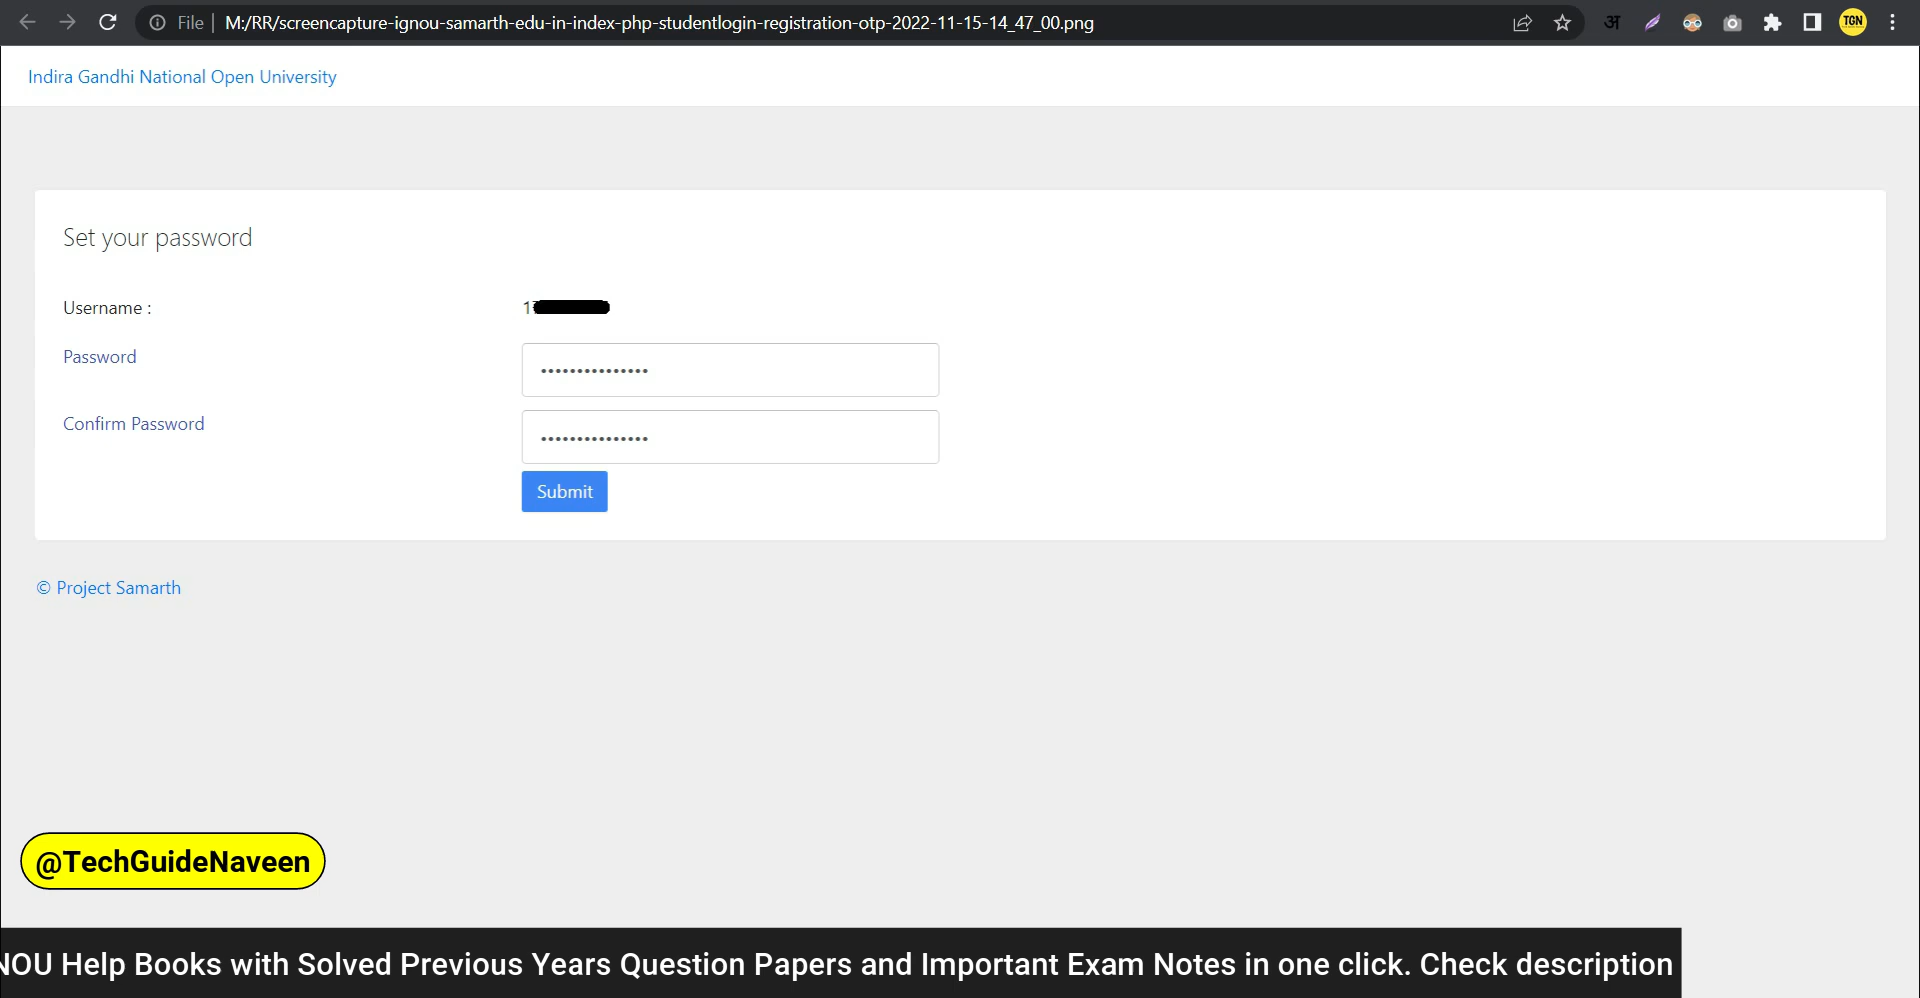 File | M:/RR/screencapture-ignou-samarth-edu-in-index-php-studentlogin-registration-otp-2022-11-15-14_47_00.png
अ
TGN
Indira Gandhi National Open University
Set your password
Username :
1
Password
•••••••••••••••
Confirm Password
•••••••••••••••
Submit
© Project Samarth
@TechGuideNaveen
NOU Help Books with Solved Previous Years Question Papers and Important Exam Notes in one click. Check description